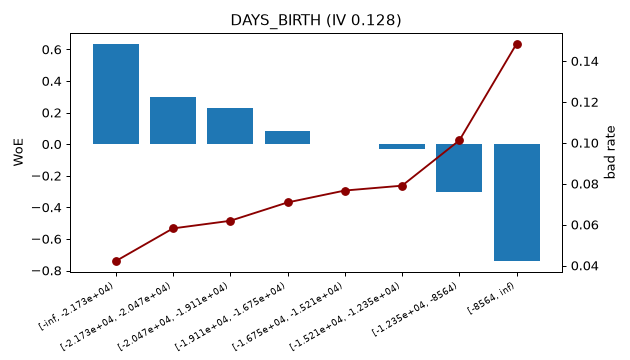 DAYS_BIRTH (IV 0.128)
WoE
0.6
0.4
0.2
0.0
−0.2
−0.4
−0.6
−0.8
0.14
0.12
0.10
0.08
0.06
0.04
bad rate
[-inf, -2.173e+04)
[-2.173e+04, -2.047e+04)
[-2.047e+04, -1.911e+04)
[-1.911e+04, -1.675e+04)
[-1.675e+04, -1.521e+04)
[-1.521e+04, -1.235e+04)
[-1.235e+04, -8564)
[-8564, inf)